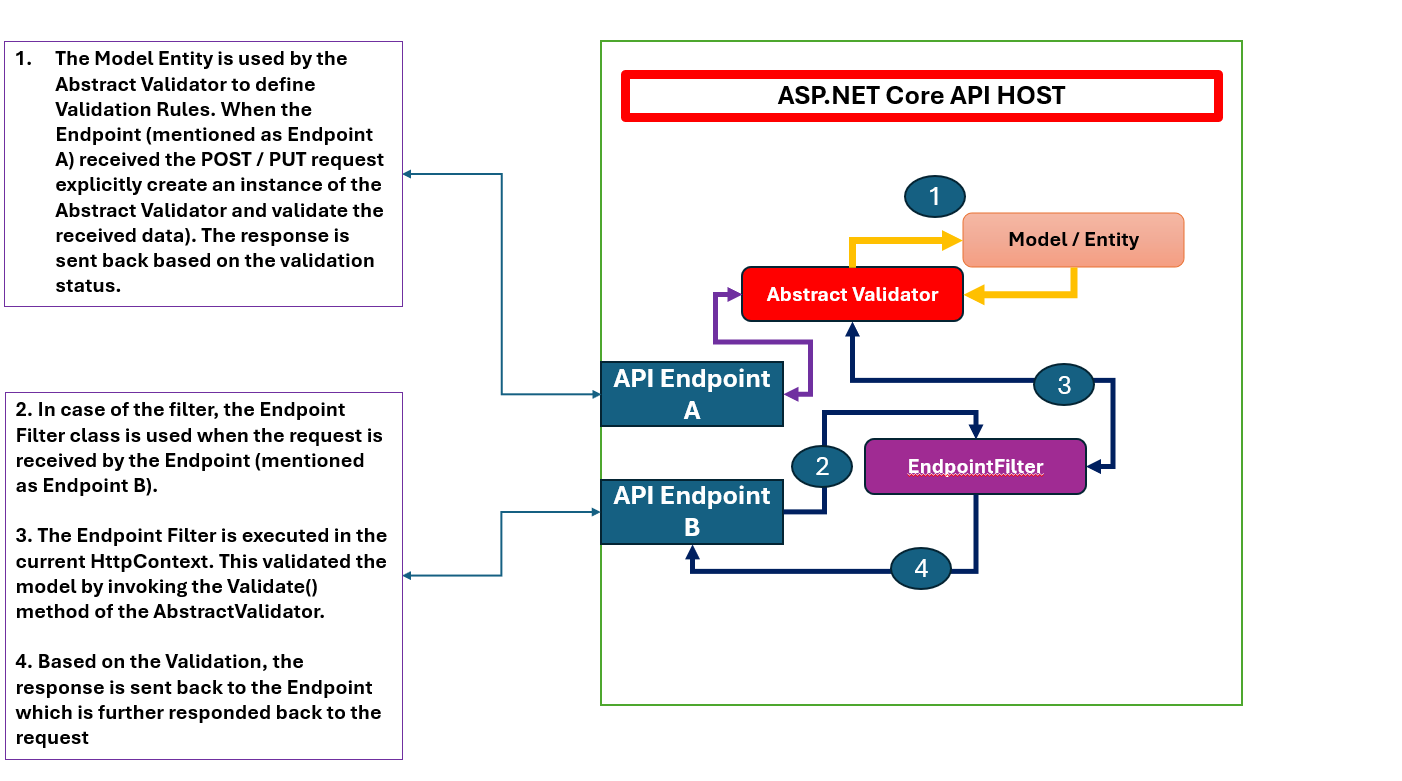 1. The Model Entity is used by the
Abstract Validator to define
Validation Rules. When the
Endpoint (mentioned as Endpoint
A) received the POST / PUT request
explicitly create an instance of the
Abstract Validator and validate the
received data). The response is
sent back based on the validation
status.
2. In case of the filter, the Endpoint
Filter class is used when the request is
received by the Endpoint (mentioned
as Endpoint B).
3. The Endpoint Filter is executed in the
current HttpContext. This validated the
model by invoking the Validate()
method of the AbstractValidator.
4. Based on the Validation, the
response is sent back to the Endpoint
which is further responded back to the
request
ASP.NET Core API HOST
1
Model / Entity
Abstract Validator
API Endpoint
A
3
2
EndpointFilter
API Endpoint
B
4